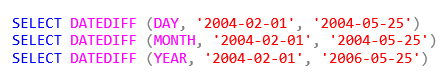 SELECT DATEDIFF (DAY, '2004-02-01', '2004-05-25')
SELECT DATEDIFF (MONTH, '2004-02-01', '2004-05-25')
SELECT DATEDIFF (YEAR, '2004-02-01', '2006-05-25')